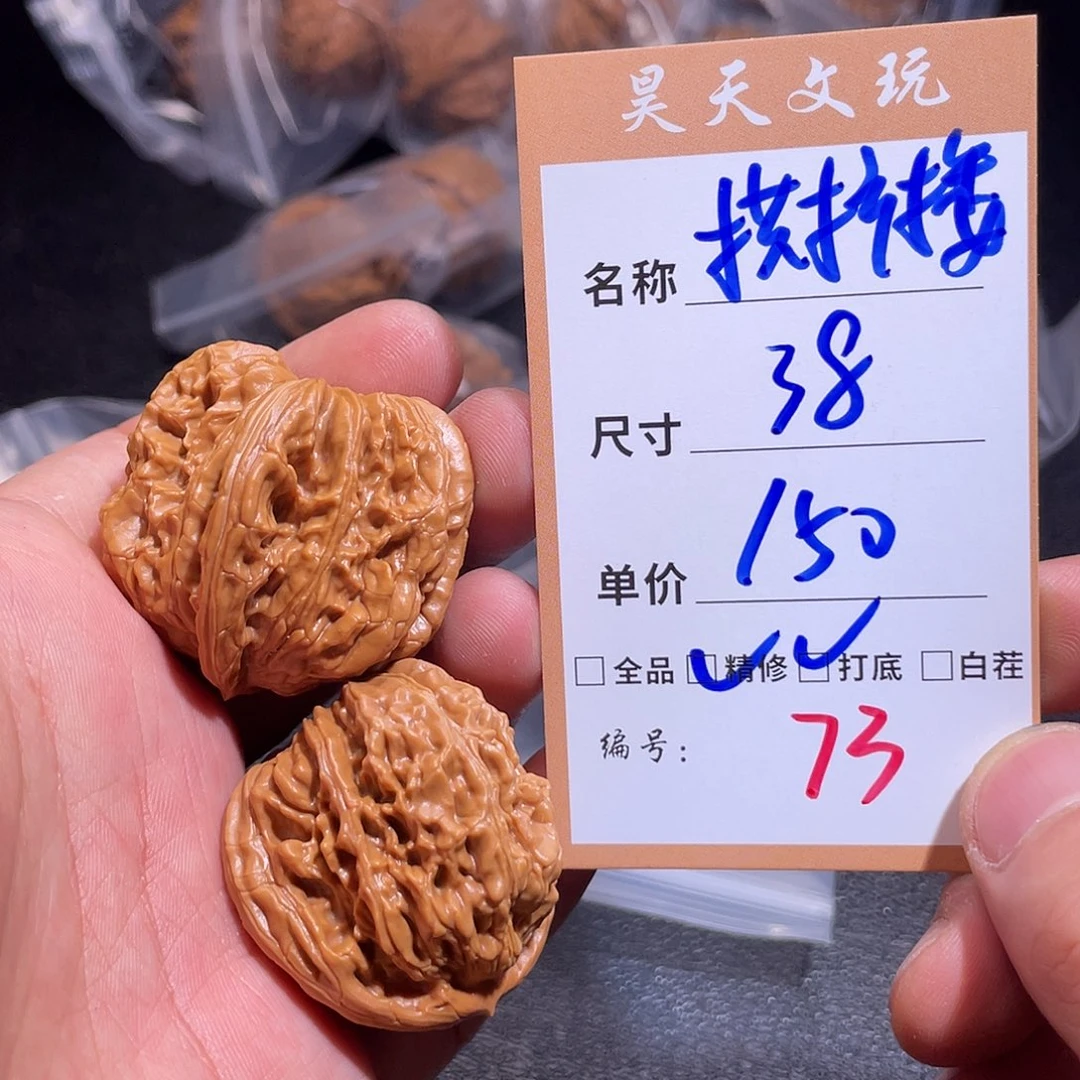 昊天文玩
名称
尺寸 38
单价 150
全品 精修 打底 白茬
编号: 73